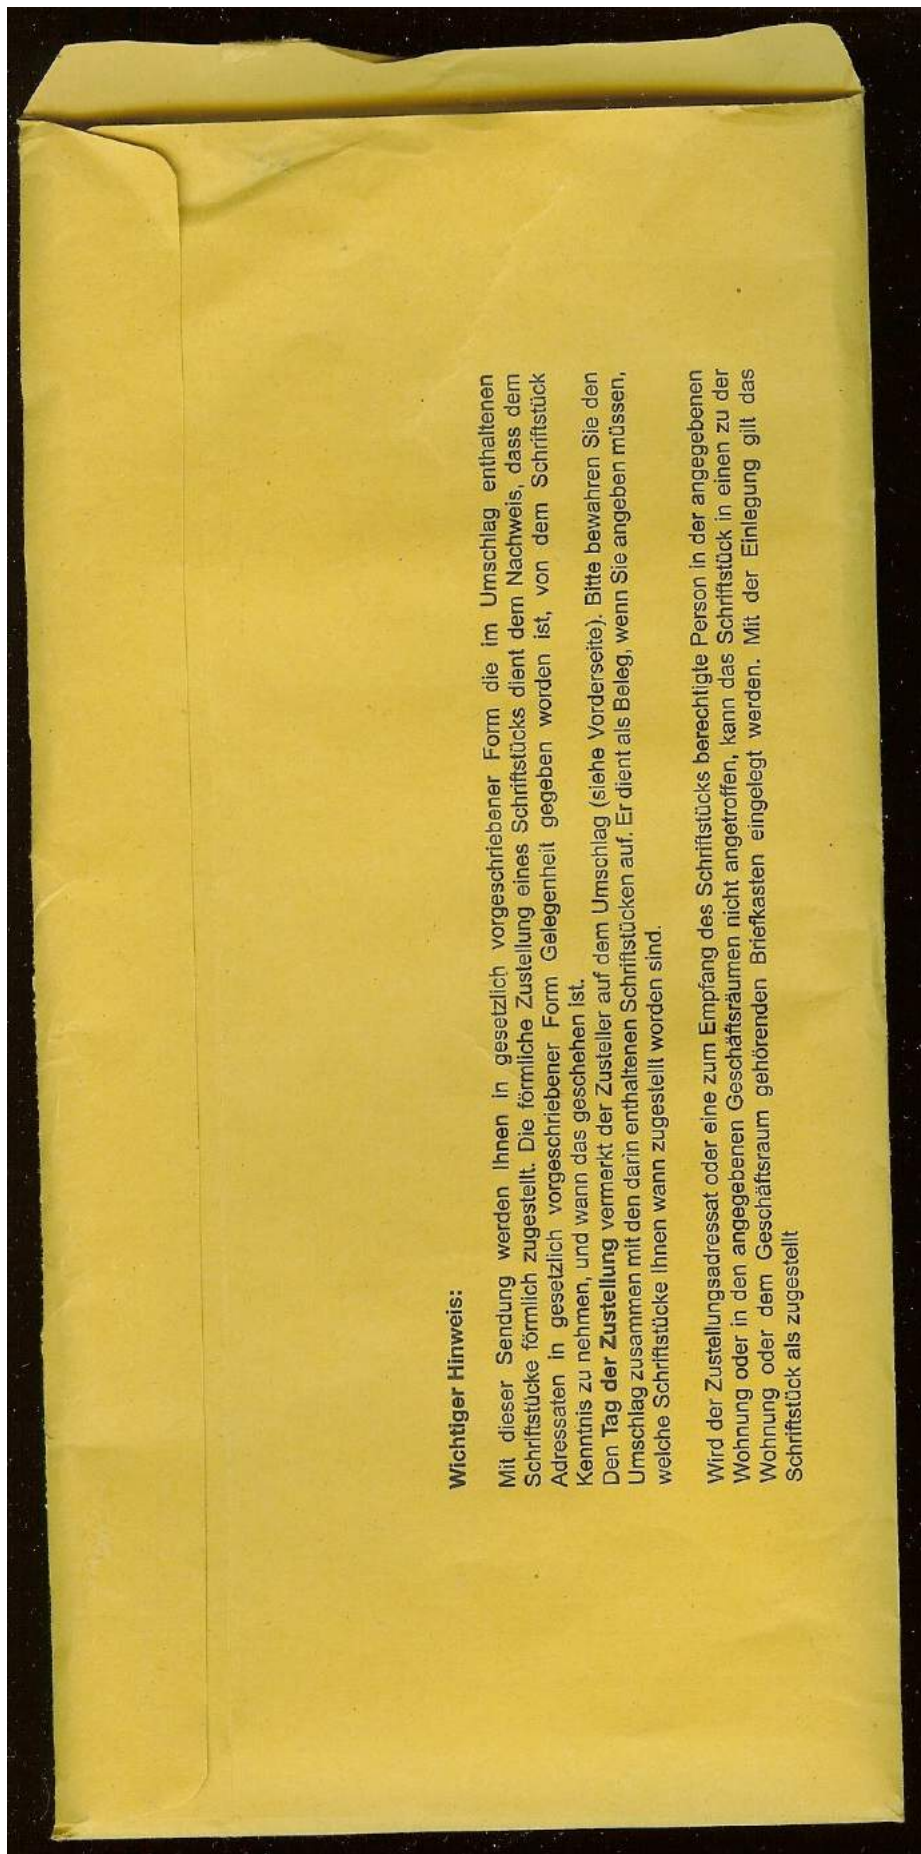 Wichtiger Hinweis:
Mit dieser Sendung werden Ihnen in gesetzlich vorgeschriebener Form die im Umschlag enthaltenen
Schriftstücke förmlich zugestellt. Die förmliche Zustellung eines Schriftstücks dient dem Nachweis, dass dem
Adressaten in gesetzlich vorgeschriebener Form Gelegenheit gegeben worden ist, von dem Schriftstück
Kenntnis zu nehmen, und wann das geschehen ist.
Den Tag der Zustellung vermerkt der Zusteller auf dem Umschlag (siehe Vorderseite). Bitte bewahren Sie den
Umschlag zusammen mit den darin enthaltenen Schriftstücken auf. Er dient als Beleg, wenn Sie angeben müssen,
welche Schriftstücke Ihnen wann zugestellt worden sind.
Wird der Zustellungsadressat oder eine zum Empfang des Schriftstücks berechtigte Person in der angegebenen
Wohnung oder in den angegebenen Geschäftsräumen nicht angetroffen, kann das Schriftstück in einen zu der
Wohnung oder dem Geschäftsraum gehörenden Briefkasten eingelegt werden. Mit der Einlegung gilt das
Schriftstück als zugestellt